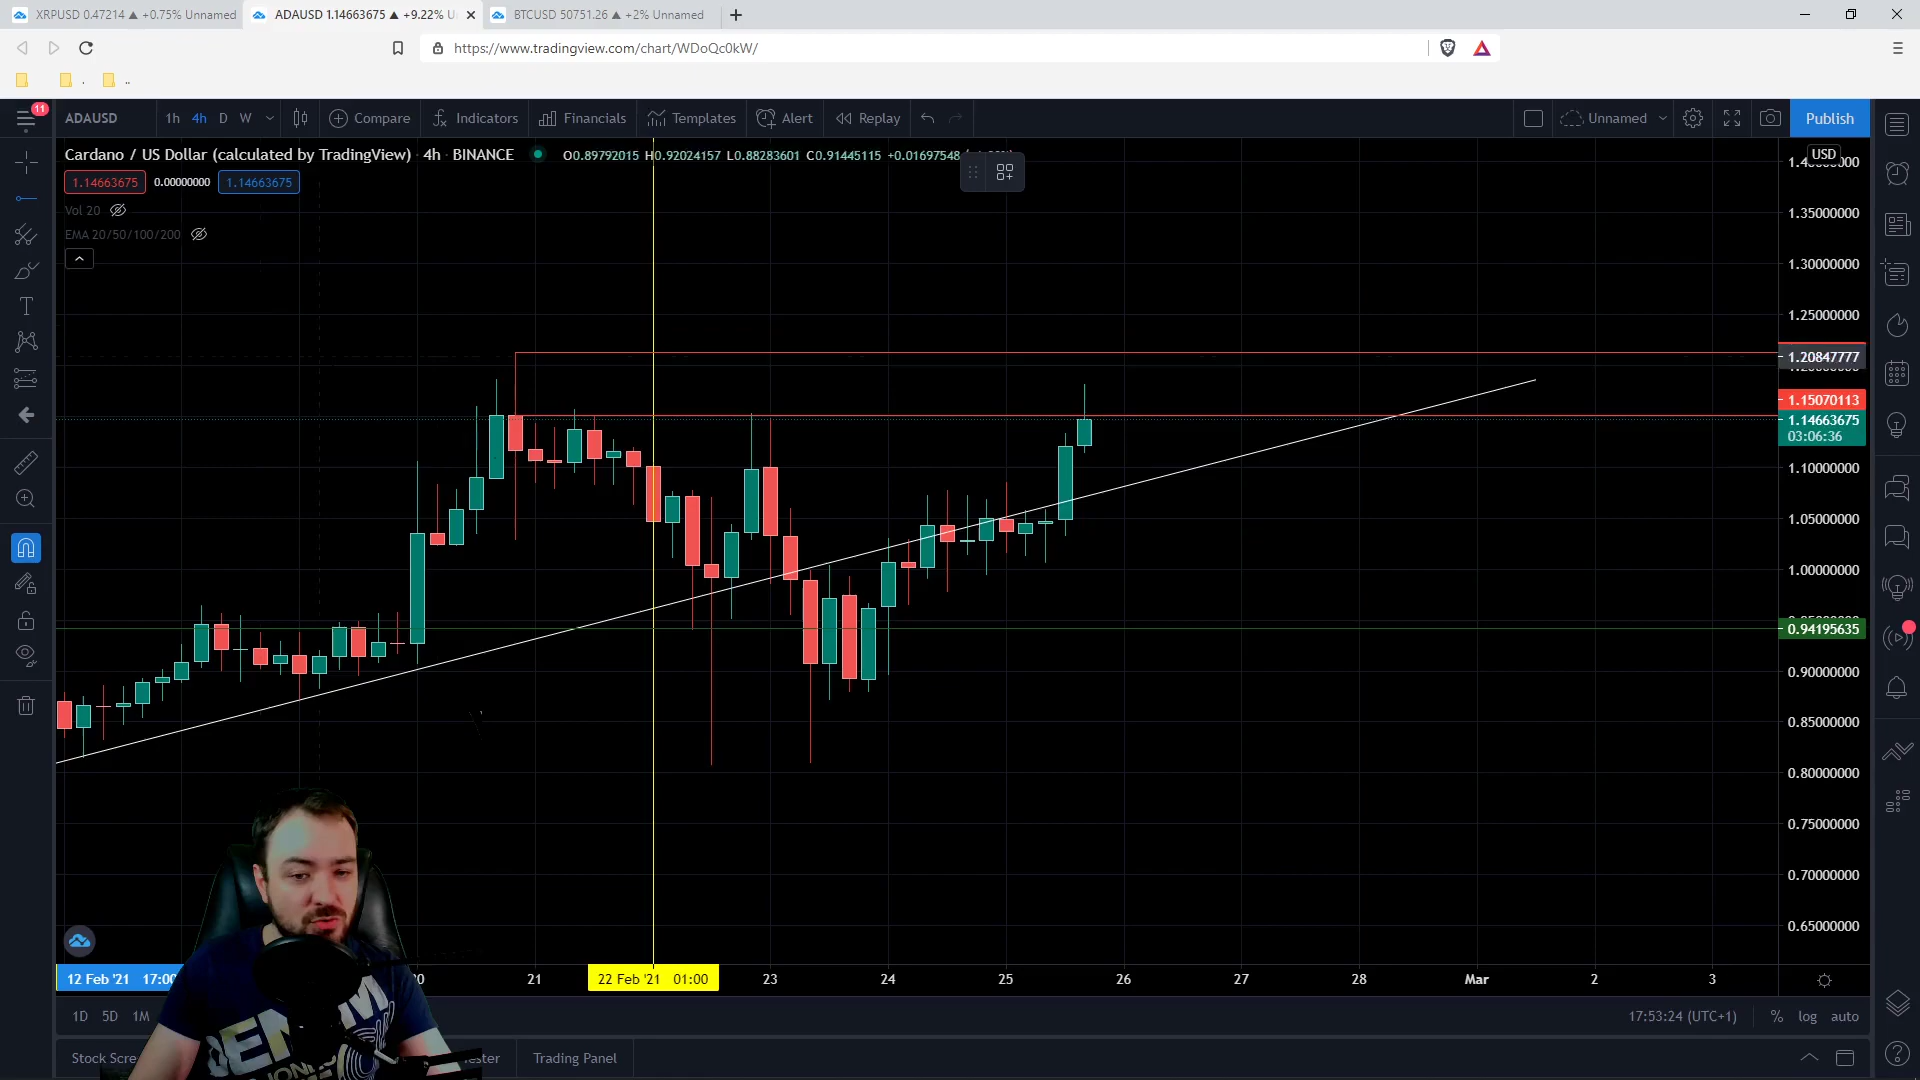 XRPUSD 0.47214 ▲ +0.75% Unnamed
ADAUSD 1.14663675 ▲ +9.22% U
BTCUSD 50751.26 ▲ +2% Unnamed
https://www.tradingview.com/chart/WDoQc0kW/
.
..
11
ADAUSD
1h 4h D W
Compare
Indicators
Financials
Templates
Alert
Replay
Unnamed
Publish
Cardano / US Dollar (calculated by TradingView) 4h BINANCE
O0.89792015 H0.92024157 L0.88283601 C0.91445115 +0.01697548
USD
1.14663675 0.00000000 1.14663675
Vol 20
EMA 20/50/100/200
1.35000000
1.30000000
1.25000000
1.20847777
1.15070113
1.14663675
03:06:36
1.10000000
1.05000000
1.00000000
0.94195635
0.90000000
0.85000000
0.80000000
0.75000000
0.70000000
0.65000000
12 Feb '21 17:00
21
22 Feb '21 01:00
23
24
25
26
27
28
Mar
2
3
1D 5D 1M
17:53:24 (UTC+1)
% log auto
Stock Scre
ester
Trading Panel